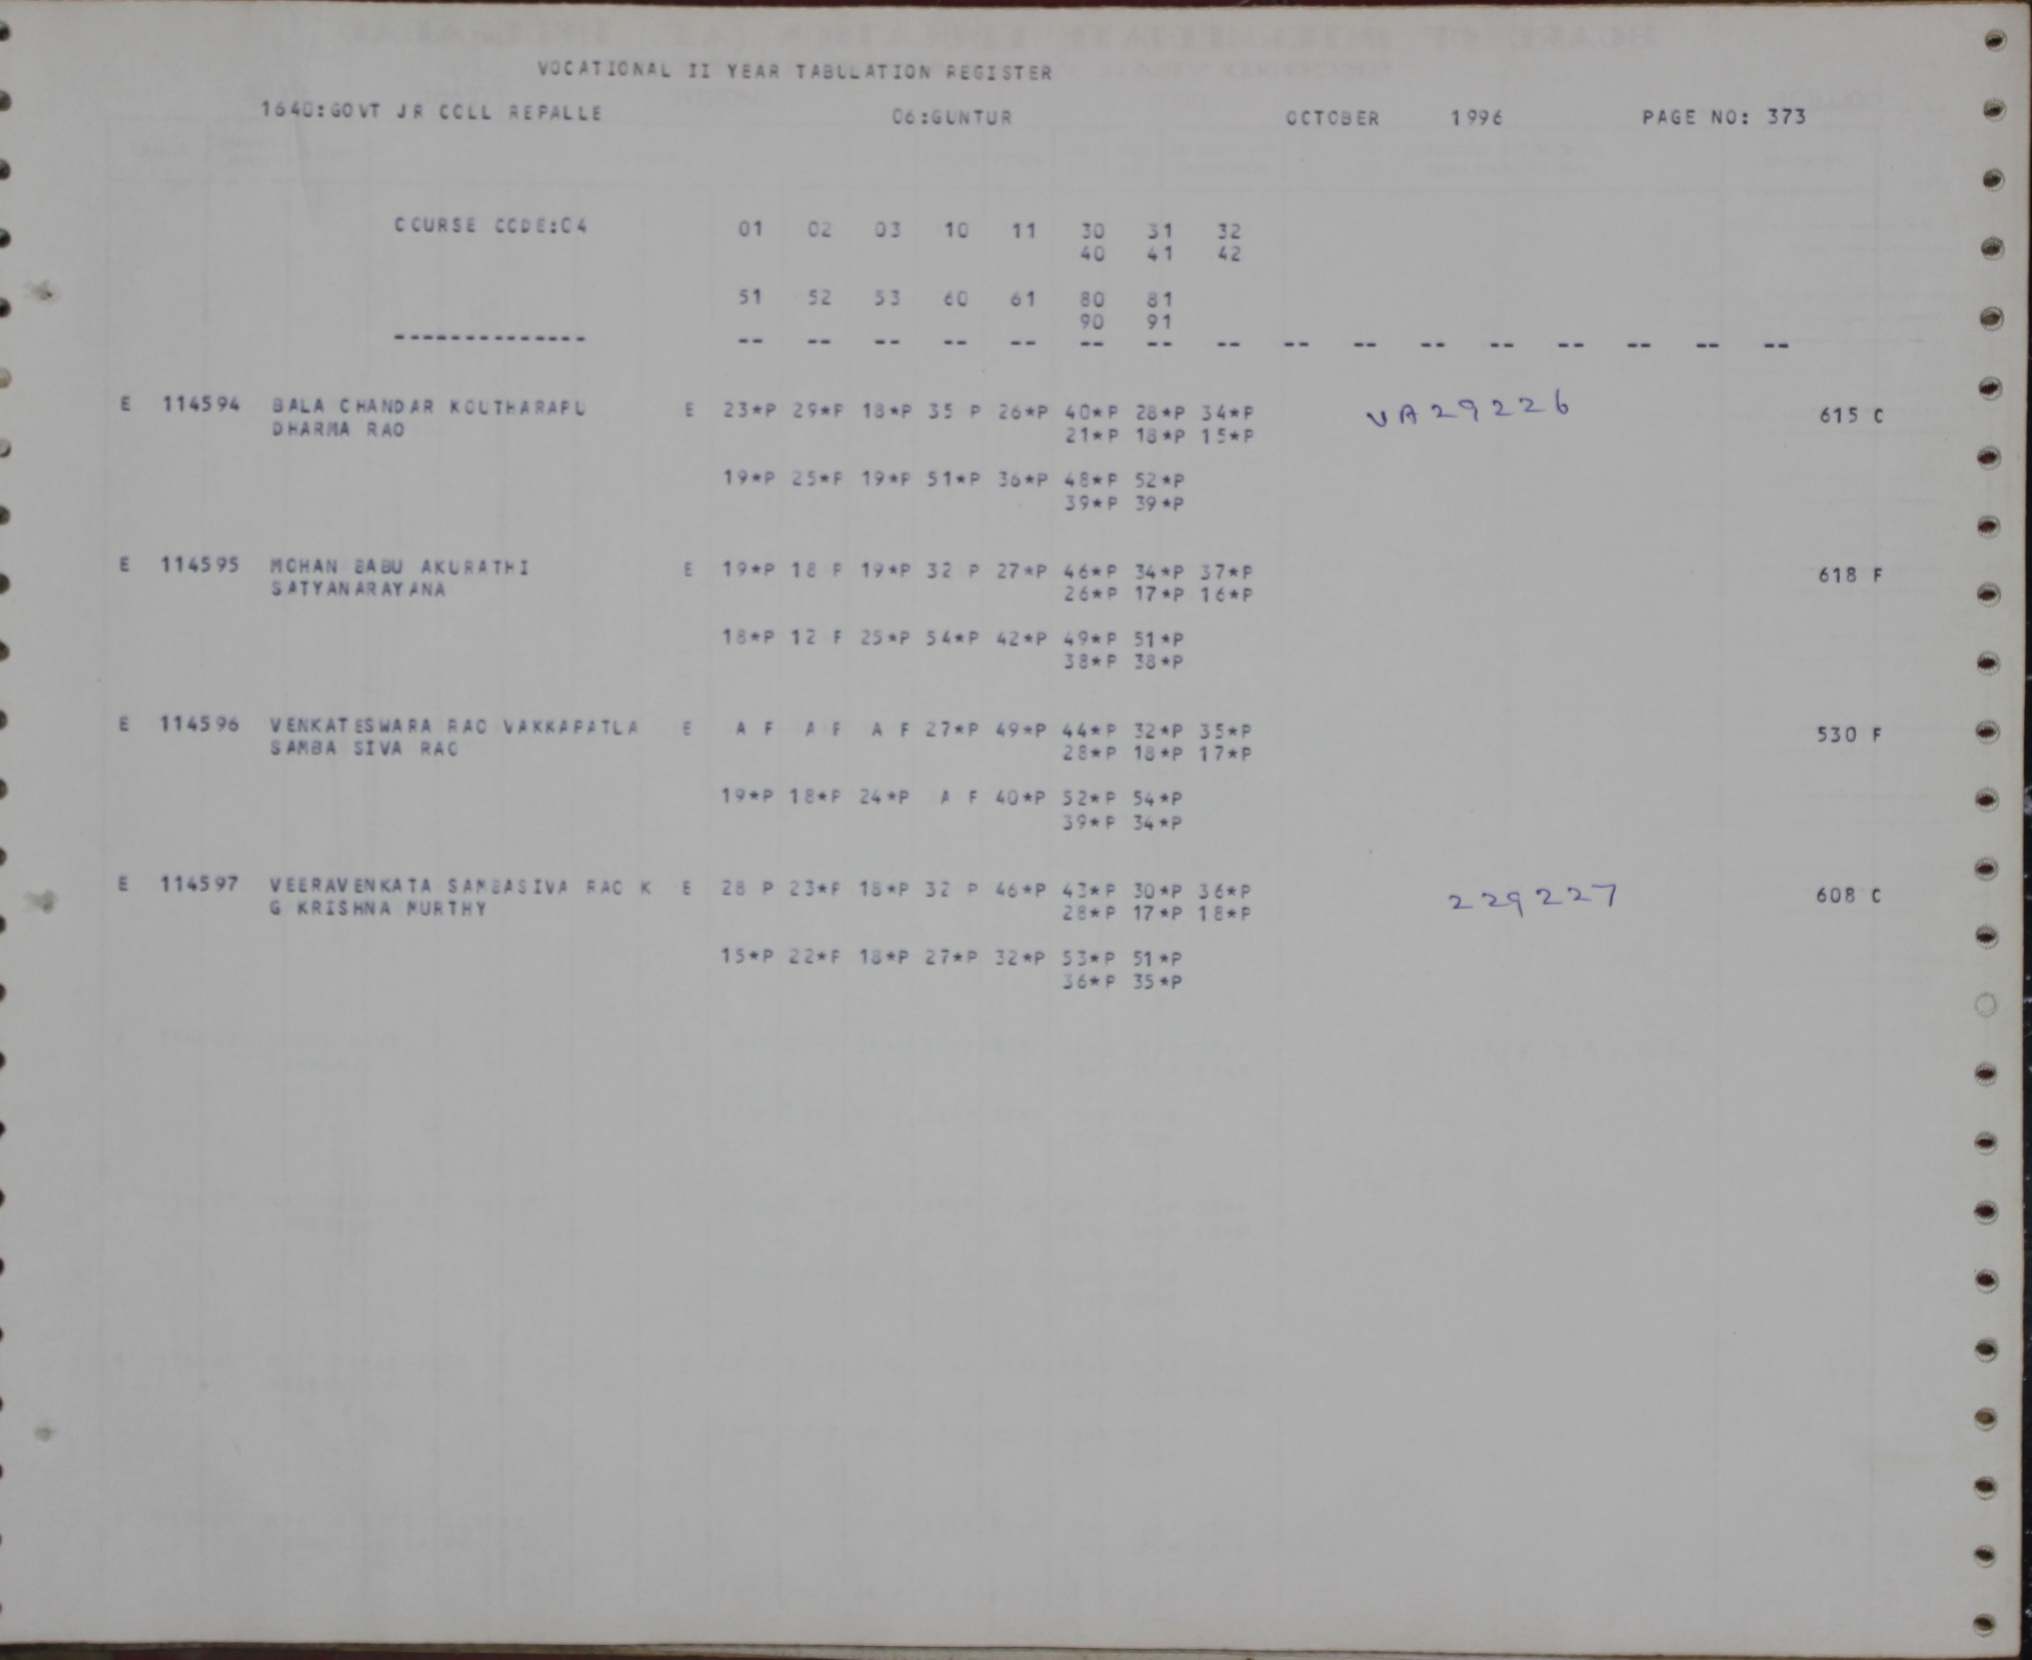 VOCATIONAL II YEAR TABULATION REGISTER
1640:GOVT JR COLL REPALLE 06:GUNTUR OCTOBER 1996 PAGE NO: 373
COURSE CODE:04 01 02 03 10 11 30 31 32
40 41 42
51 52 53 60 61 80 81
90 91
-------------- -- -- -- -- -- -- -- -- -- -- -- -- -- -- -- --
E 114594 BALA CHANDAR KOUTHARAPU E 23*P 29*P 18*P 35 P 26*P 40*P 28*P 34*P VA29226 615 C
DHARMA RAO 21*P 18*P 15*P
19*P 25*P 19*P 51*P 36*P 48*P 52*P
39*P 39*P
E 114595 MOHAN BABU AKURATHI E 19*P 18 P 19*P 32 P 27*P 46*P 34*P 37*P 618 F
SATYANARAYANA 26*P 17*P 16*P
18*P 12 F 25*P 54*P 42*P 49*P 51*P
38*P 38*P
E 114596 VENKATESWARA RAO VAKKAPATLA E A F A F A F 27*P 49*P 44*P 32*P 35*P 530 F
SAMBA SIVA RAO 28*P 18*P 17*P
19*P 18*P 24*P A F 40*P 52*P 54*P
39*P 34*P
E 114597 VEERAVENKATA SAMBASIVA RAO K E 28 P 23*P 18*P 32 P 46*P 43*P 30*P 36*P 229227 608 C
G KRISHNA MURTHY 28*P 17*P 18*P
15*P 22*P 18*P 27*P 32*P 53*P 51*P
36*P 35*P